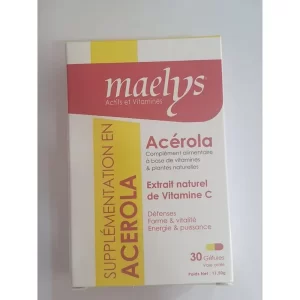 maelys®
Actifs et Vitamines
SUPPLÉMENTATION EN
ACEROLA
Acérola
Complément alimentaire
à base de vitamines
& plantes naturelles
Extrait naturel
de Vitamine C
Défenses
Forme & vitalité
Energie & puissance
30 Gélules